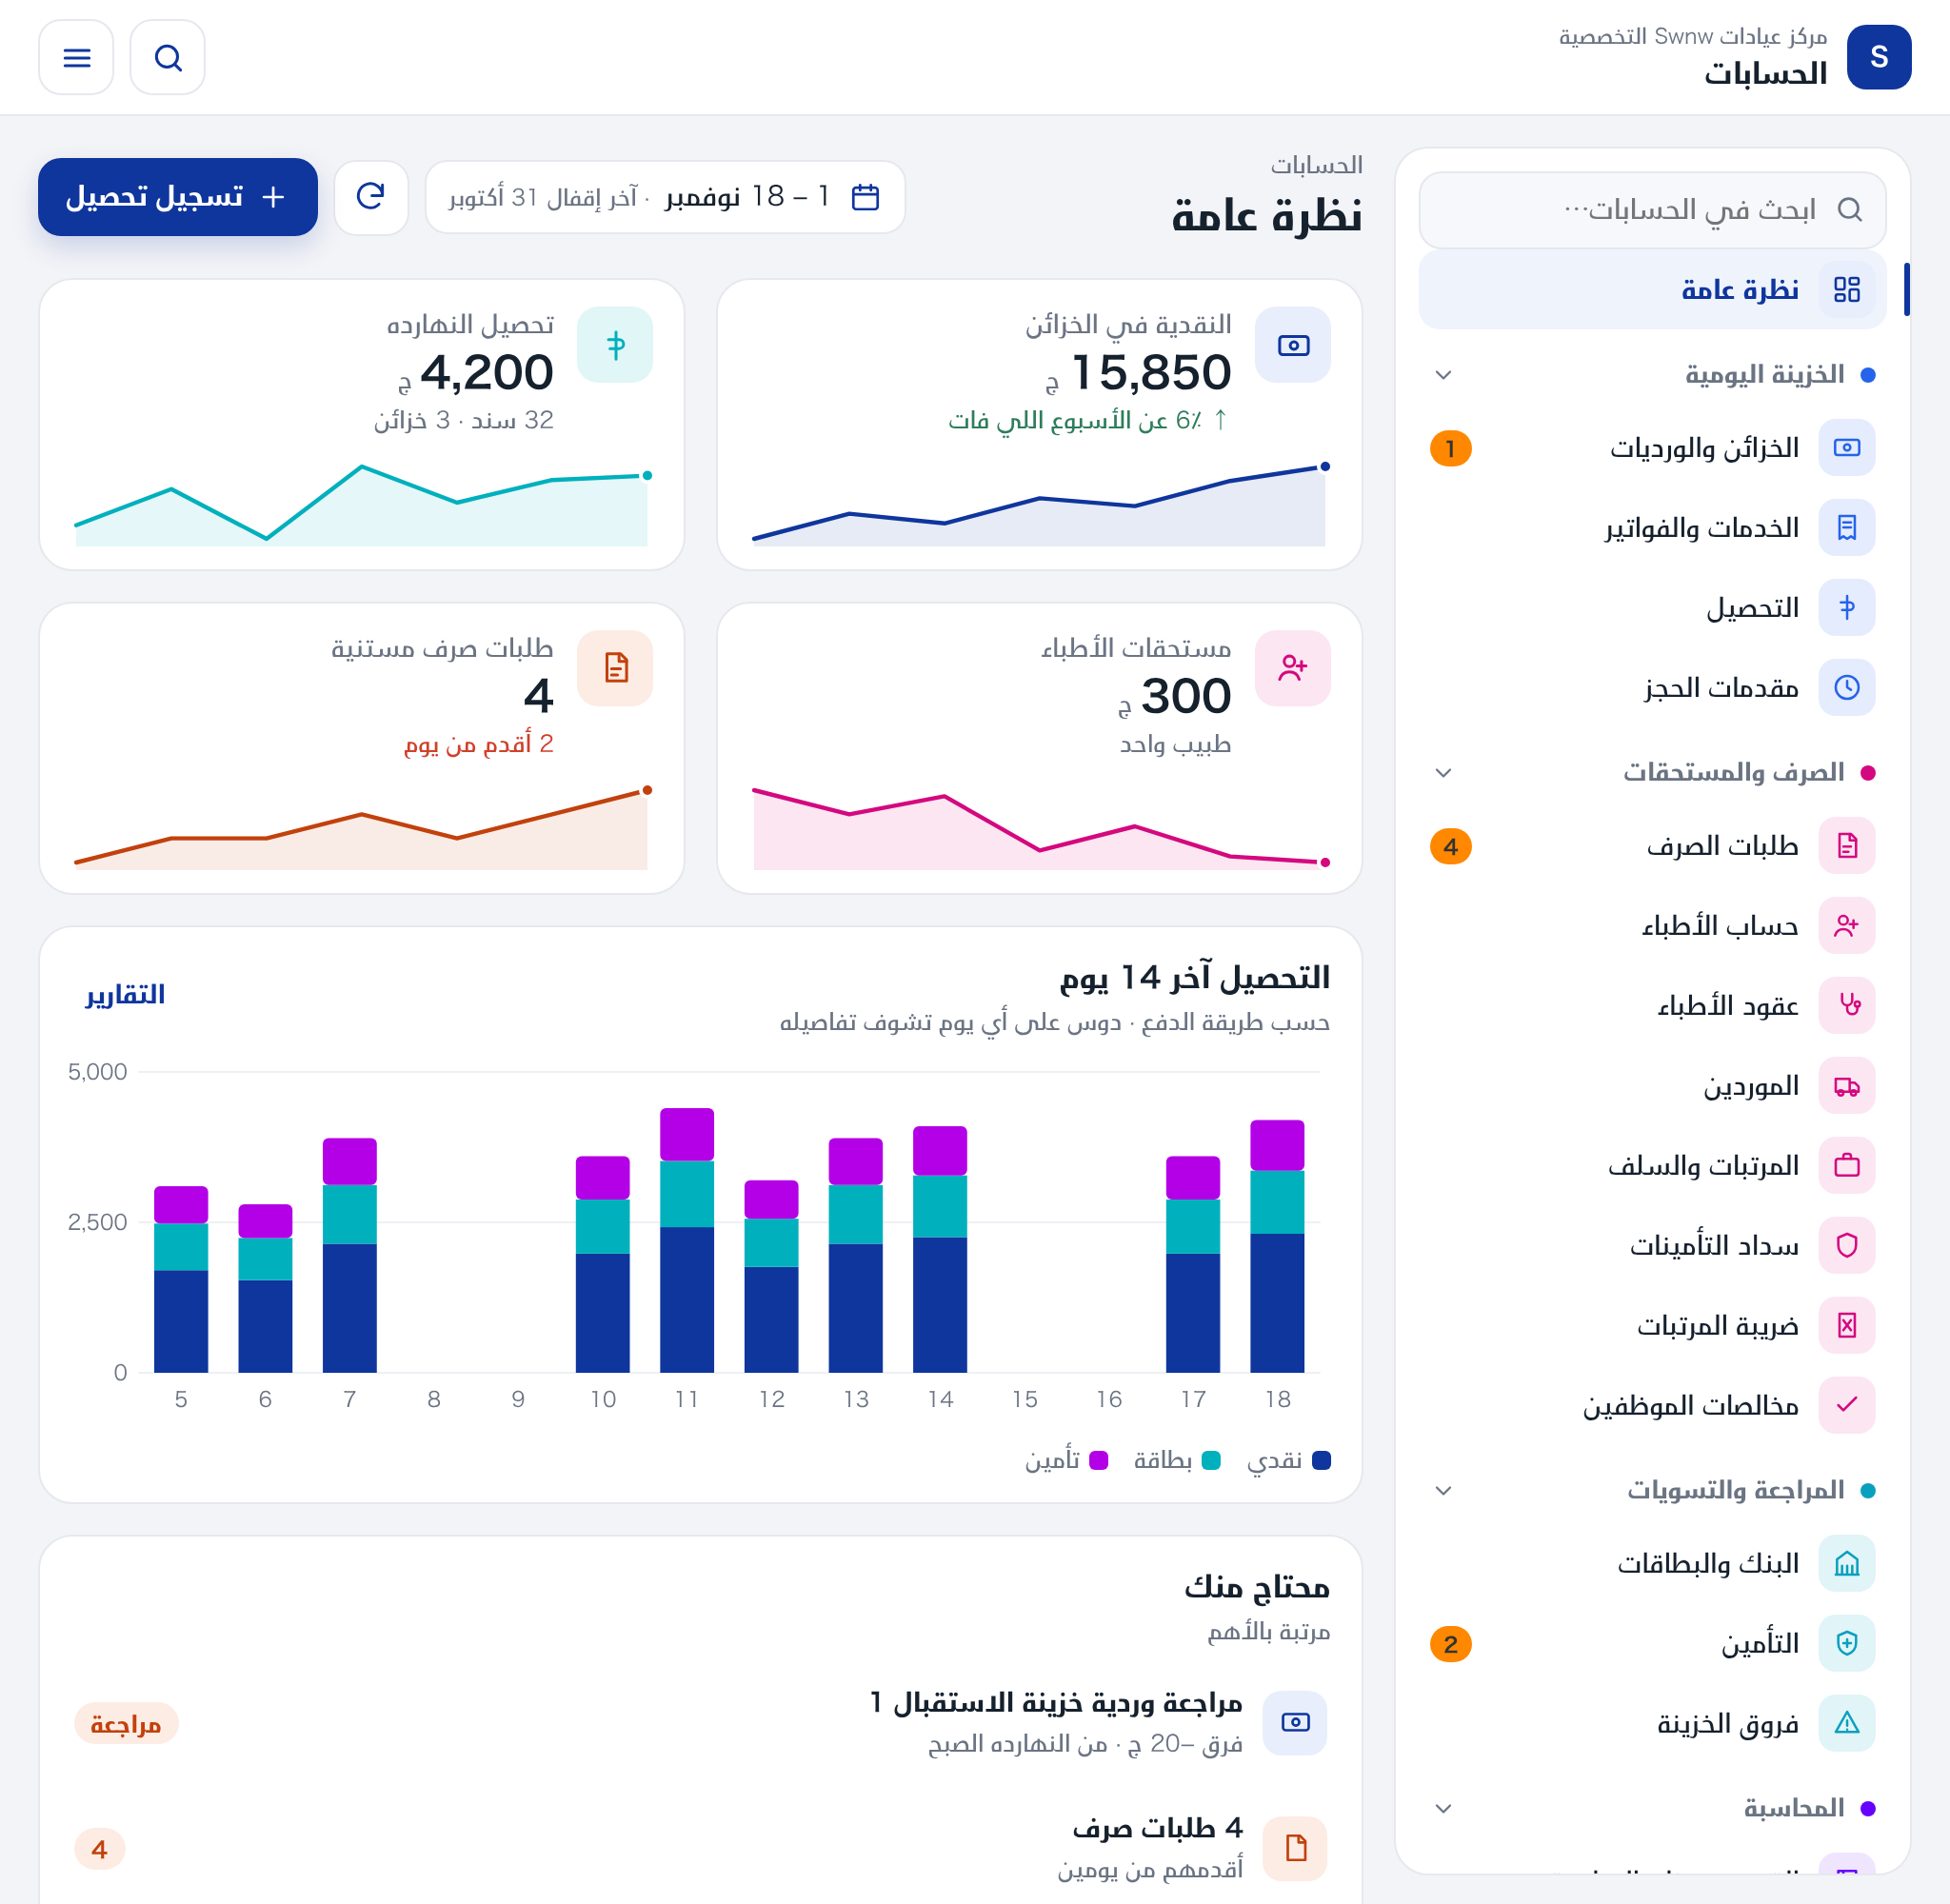 S
مركز عيادات Swnw التخصصية
الحسابات
ابحث في الحسابات...
نظرة عامة
الخزينة اليومية
الخزائن والورديات
1
الخدمات والفواتير
التحصيل
مقدمات الحجز
الصرف والمستحقات
طلبات الصرف
4
حساب الأطباء
عقود الأطباء
الموردين
المرتبات والسلف
سداد التأمينات
ضريبة المرتبات
مخالصات الموظفين
المراجعة والتسويات
البنك والبطاقات
التأمين
2
فروق الخزينة
المحاسبة
الحسابات
نظرة عامة
1 – 18 نوفمبر · آخر إقفال 31 أكتوبر
تسجيل تحصيل
النقدية في الخزائن
15,850 ج
↑ 6٪ عن الأسبوع اللي فات
تحصيل النهارده
4,200 ج
32 سند · 3 خزائن
مستحقات الأطباء
300 ج
طبيب واحد
طلبات صرف مستنية
4
2 أقدم من يوم
التحصيل آخر 14 يوم
التقارير
حسب طريقة الدفع · دوس على أي يوم تشوف تفاصيله
5,000
2,500
0
5 6 7 8 9 10 11 12 13 14 15 16 17 18
نقدي
بطاقة
تأمين
محتاج منك
مرتبة بالأهم
مراجعة وردية خزينة الاستقبال 1
فرق −20 ج · من النهارده الصبح
مراجعة
4 طلبات صرف
أقدمهم من يومين
4